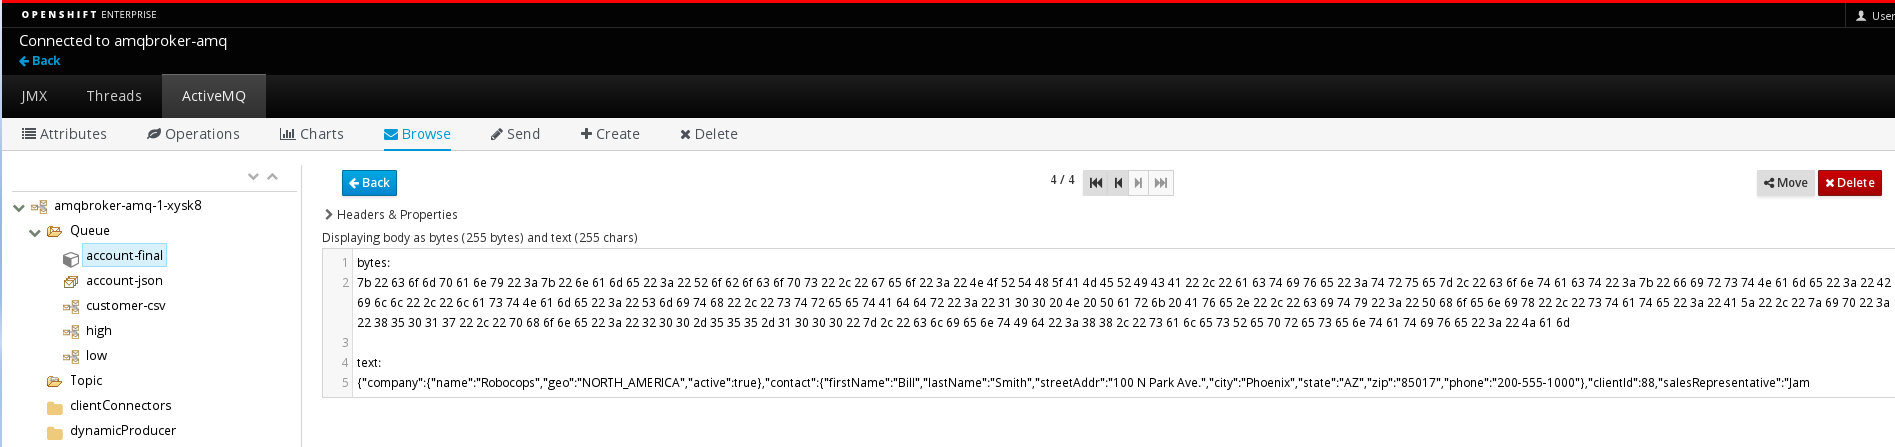 OPENSHIFT ENTERPRISE
User
Connected to amqbroker-amq
Back
JMX Threads ActiveMQ
Attributes Operations Charts Browse Send Create Delete
Back 4 / 4 Move Delete
amqbroker-amq-1-xysk8
Queue
account-final
account-json
customer-csv
high
low
Topic
clientConnectors
dynamicProducer
Headers & Properties
Displaying body as bytes (255 bytes) and text (255 chars)
1 bytes:
2 7b 22 63 6f 6d 70 61 6e 79 22 3a 7b 22 6e 61 6d 65 22 3a 22 52 6f 62 6f 63 6f 70 73 22 2c 22 67 65 6f 22 3a 22 4e 4f 52 54 48 5f 41 4d 45 52 49 43 41 22 2c 22 61 63 74 69 76 65 22 3a 74 72 75 65 7d 2c 22 63 6f 6e 74 61 63 74 22 3a 7b 22 66 69 72 73 74 4e 61 6d 65 22 3a 22 42
69 6c 6c 22 2c 22 6c 61 73 74 4e 61 6d 65 22 3a 22 53 6d 69 74 68 22 2c 22 73 74 72 65 65 74 41 64 64 72 22 3a 22 31 30 30 20 4e 20 50 61 72 6b 20 41 76 65 2e 22 2c 22 63 69 74 79 22 3a 22 50 68 6f 65 6e 69 78 22 2c 22 73 74 61 74 65 22 3a 22 41 5a 22 2c 22 7a 69 70 22 3a
22 38 35 30 31 37 22 2c 22 70 68 6f 6e 65 22 3a 22 32 30 30 2d 35 35 35 2d 31 30 30 30 22 7d 2c 22 63 6c 69 65 6e 74 49 64 22 3a 38 38 2c 22 73 61 6c 65 73 52 65 70 72 65 73 65 6e 74 61 74 69 76 65 22 3a 22 4a 61 6d
3
4 text:
5 {"company":{"name":"Robocops","geo":"NORTH_AMERICA","active":true},"contact":{"firstName":"Bill","lastName":"Smith","streetAddr":"100 N Park Ave.","city":"Phoenix","state":"AZ","zip":"85017","phone":"200-555-1000"},"clientId":88,"salesRepresentative":"Jam